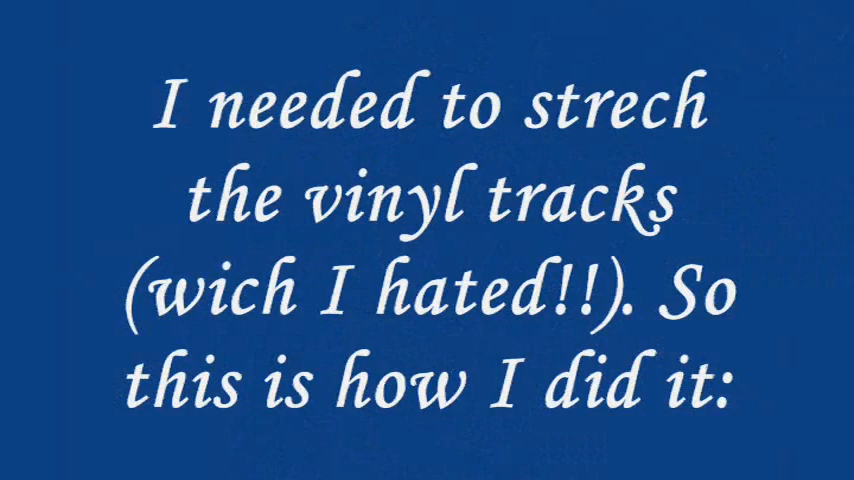 I needed to strech
the vinyl tracks
(wich I hated!!). So
this is how I did it: